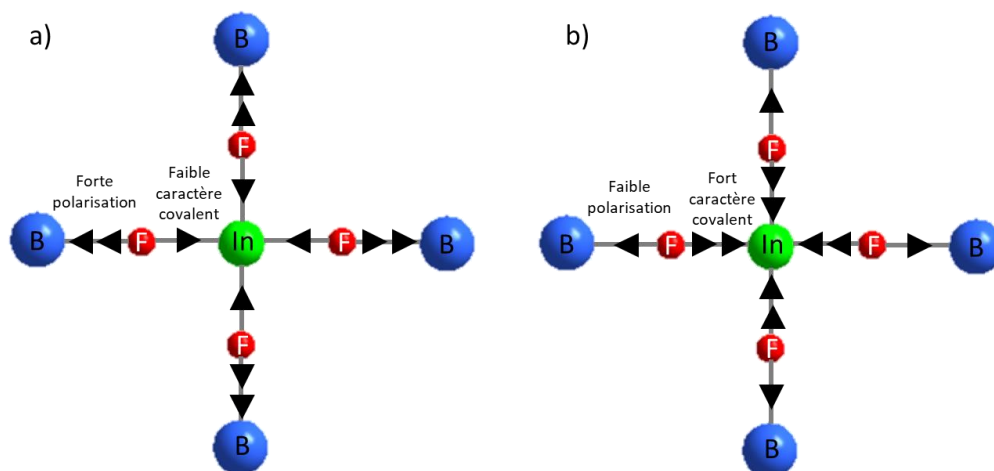 a)
B
F
Forte
polarisation
Faible
caractère
covalent
B
F
In
F
B
F
B
b)
B
F
Faible
polarisation
Fort
caractère
covalent
B
F
In
F
B
F
B